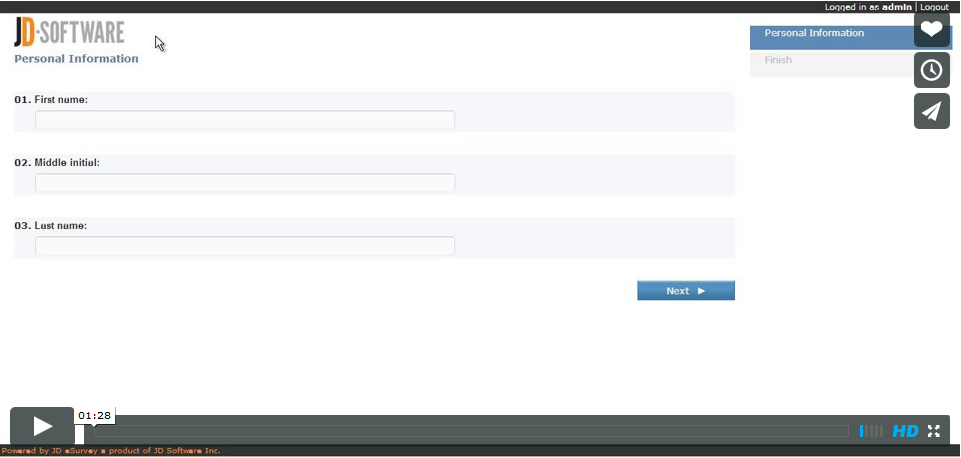 Logged in as admin | Logout
JD·SOFTWARE
Personal Information
Personal Information
Finish
01. First name:
02. Middle initial:
03. Last name:
Next
01:28
HD
Powered by JD eSurvey a product of JD Software Inc.